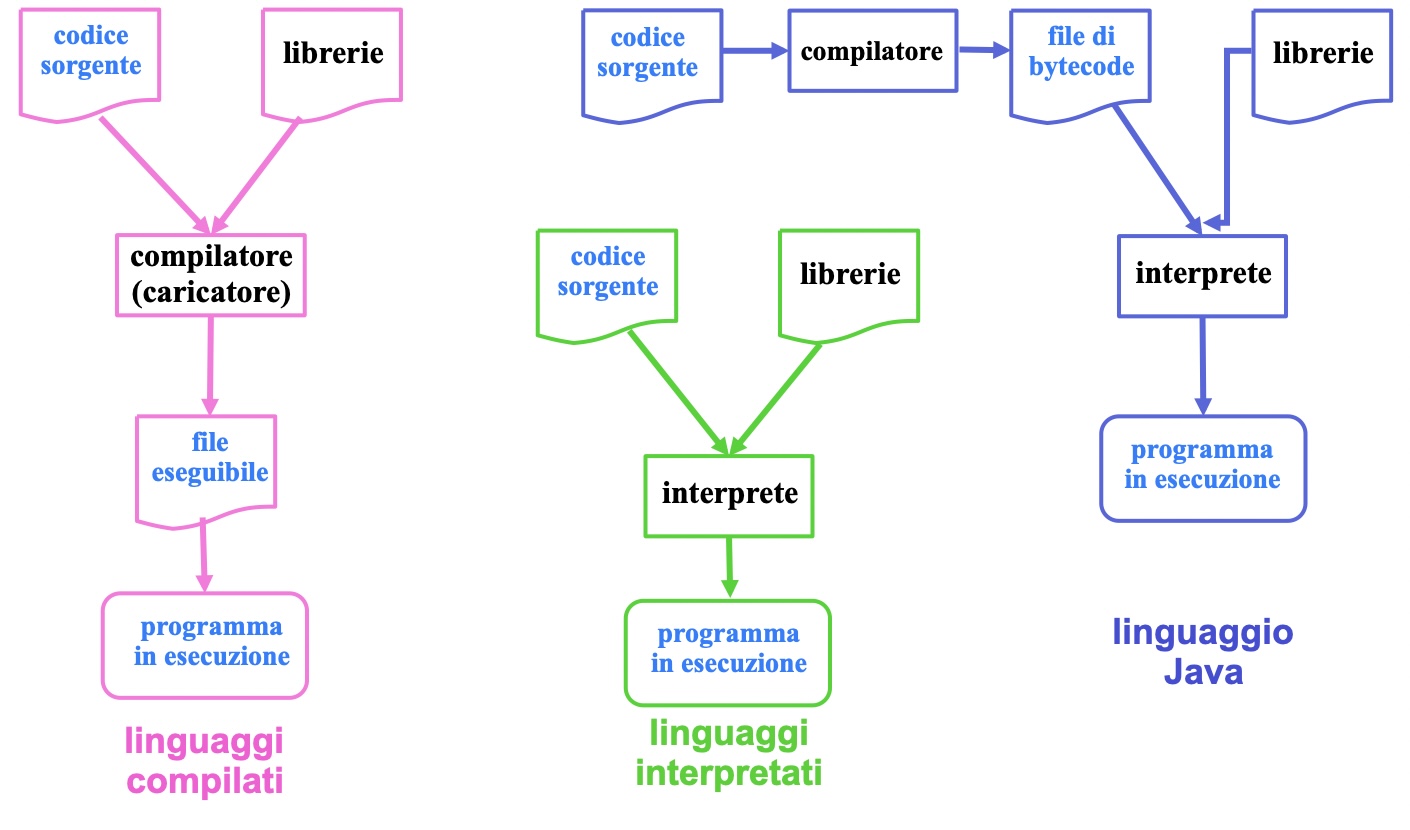 codice
sorgente
librerie
compilatore
(caricatore)
file
eseguibile
programma
in esecuzione
linguaggi
compilati
codice
sorgente
librerie
interprete
programma
in esecuzione
linguaggi
interpretati
codice
sorgente
compilatore
file di
bytecode
librerie
interprete
programma
in esecuzione
linguaggio
Java